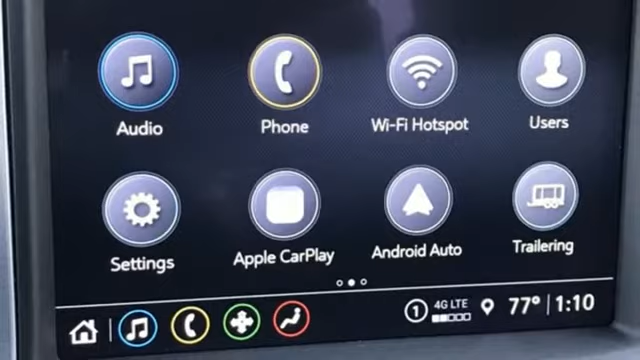 Audio
Phone
Wi-Fi Hotspot
Users
Settings
Apple CarPlay
Android Auto
Trailering
1
4G LTE
77°
1:10